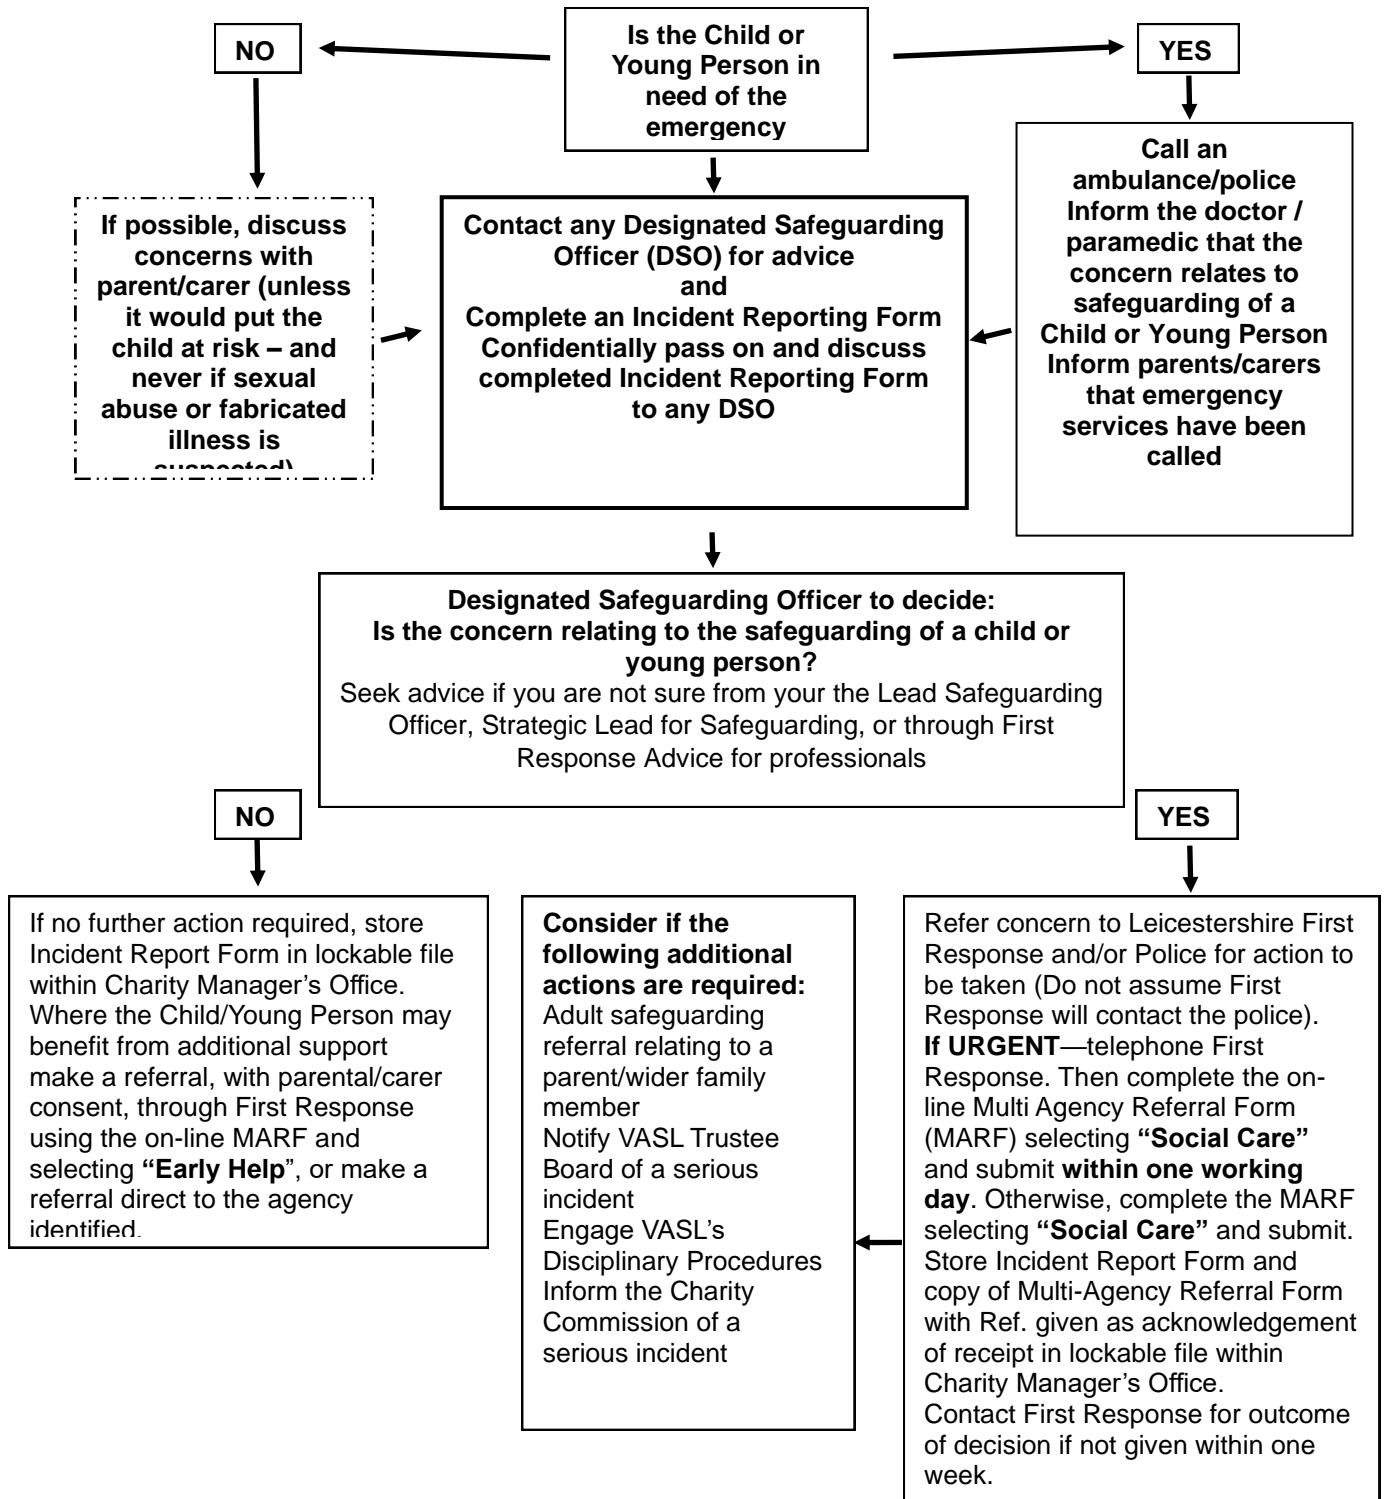 Is the Child or
Young Person in
need of the
emergency
NO
YES
If possible, discuss
concerns with
parent/carer (unless
it would put the
child at risk – and
never if sexual
abuse or fabricated
illness is
suspected)
Contact any Designated Safeguarding
Officer (DSO) for advice
and
Complete an Incident Reporting Form
Confidentially pass on and discuss
completed Incident Reporting Form
to any DSO
Call an
ambulance/police
Inform the doctor /
paramedic that the
concern relates to
safeguarding of a
Child or Young Person
Inform parents/carers
that emergency
services have been
called
Designated Safeguarding Officer to decide:
Is the concern relating to the safeguarding of a child or
young person?
Seek advice if you are not sure from your the Lead Safeguarding
Officer, Strategic Lead for Safeguarding, or through First
Response Advice for professionals
NO
YES
If no further action required, store
Incident Report Form in lockable file
within Charity Manager’s Office.
Where the Child/Young Person may
benefit from additional support
make a referral, with parental/carer
consent, through First Response
using the on-line MARF and
selecting “Early Help”, or make a
referral direct to the agency
identified.
Consider if the
following additional
actions are required:
Adult safeguarding
referral relating to a
parent/wider family
member
Notify VASL Trustee
Board of a serious
incident
Engage VASL’s
Disciplinary Procedures
Inform the Charity
Commission of a
serious incident
Refer concern to Leicestershire First
Response and/or Police for action to
be taken (Do not assume First
Response will contact the police).
If URGENT—telephone First
Response. Then complete the on-
line Multi Agency Referral Form
(MARF) selecting “Social Care”
and submit within one working
day. Otherwise, complete the MARF
selecting “Social Care” and submit.
Store Incident Report Form and
copy of Multi-Agency Referral Form
with Ref. given as acknowledgement
of receipt in lockable file within
Charity Manager’s Office.
Contact First Response for outcome
of decision if not given within one
week.